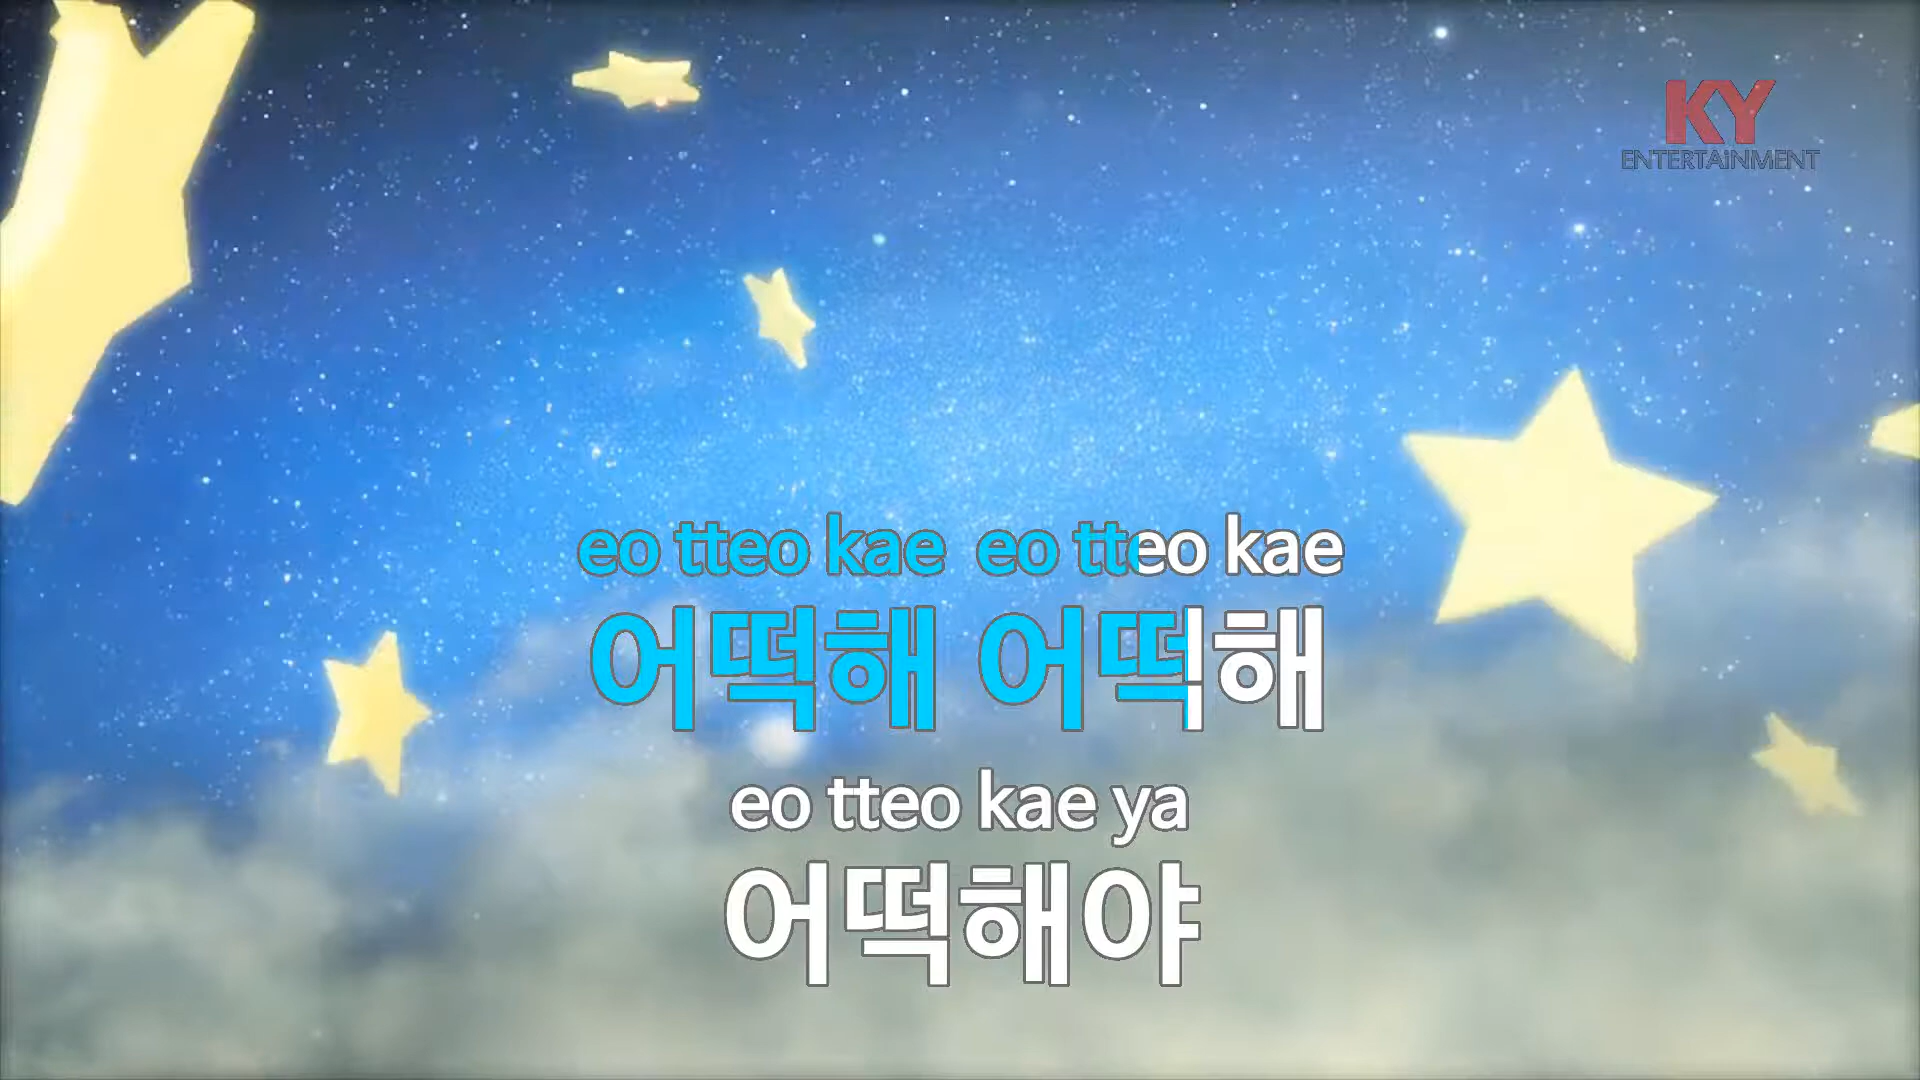 KY
ENTERTAiNMENT
eo tteo kae eo tteo kae
어떡해 어떡해
eo tteo kae ya
어떡해야